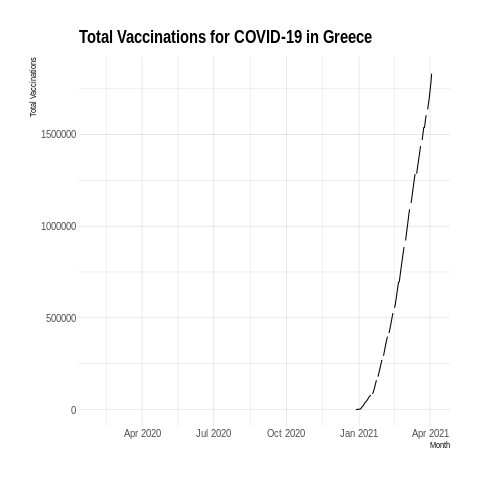 Total Vaccinations for COVID-19 in Greece
Total Vaccinations
1500000
1000000
500000
0
Apr 2020 Jul 2020 Oct 2020 Jan 2021 Apr 2021
Month